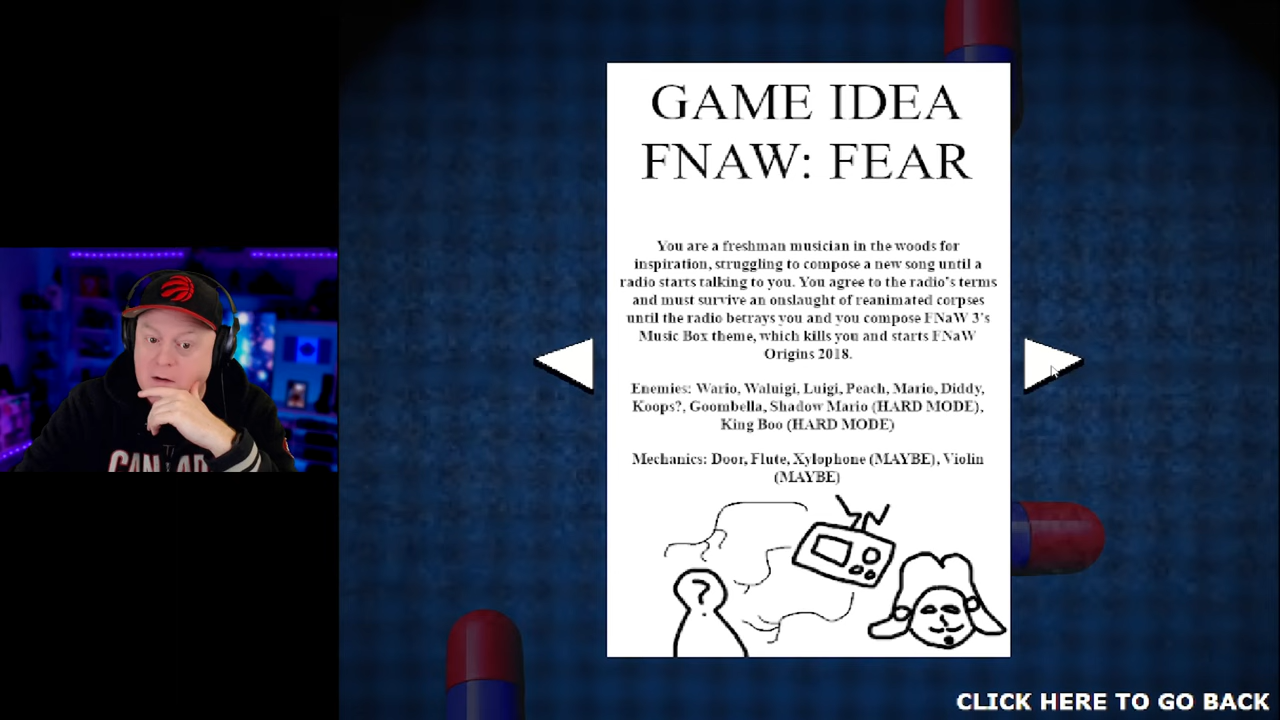 GAME IDEA
FNAW: FEAR
You are a freshman musician in the woods for
inspiration, struggling to compose a new song until a
radio starts talking to you. You agree to the radio's terms
and must survive an onslaught of reanimated corpses
until the radio betrays you and you compose FNaW 3's
Music Box theme, which kills you and starts FNaW
Origins 2018.
Enemies: Wario, Waluigi, Luigi, Peach, Mario, Diddy,
Koops?, Goombella, Shadow Mario (HARD MODE),
King Boo (HARD MODE)
Mechanics: Door, Flute, Xylophone (MAYBE), Violin
(MAYBE)
?
CLICK HERE TO GO BACK